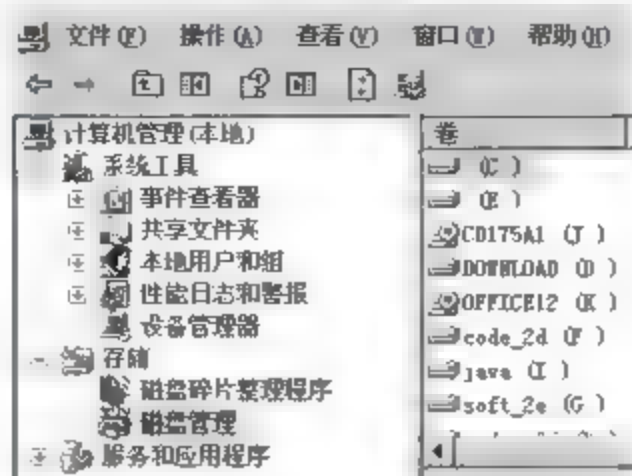 文件(F) 操作(A) 查看(V) 窗口(W) 帮助(H)
计算机管理(本地)
系统工具
事件查看器
共享文件夹
本地用户和组
性能日志和警报
设备管理器
存储
磁盘碎片整理程序
磁盘管理
服务和应用程序
卷
(C )
(E )
CD175A1 (J )
DOWNLOAD (D )
OFFICE12 (K )
code_2d (F )
java (I )
soft_2e (G )